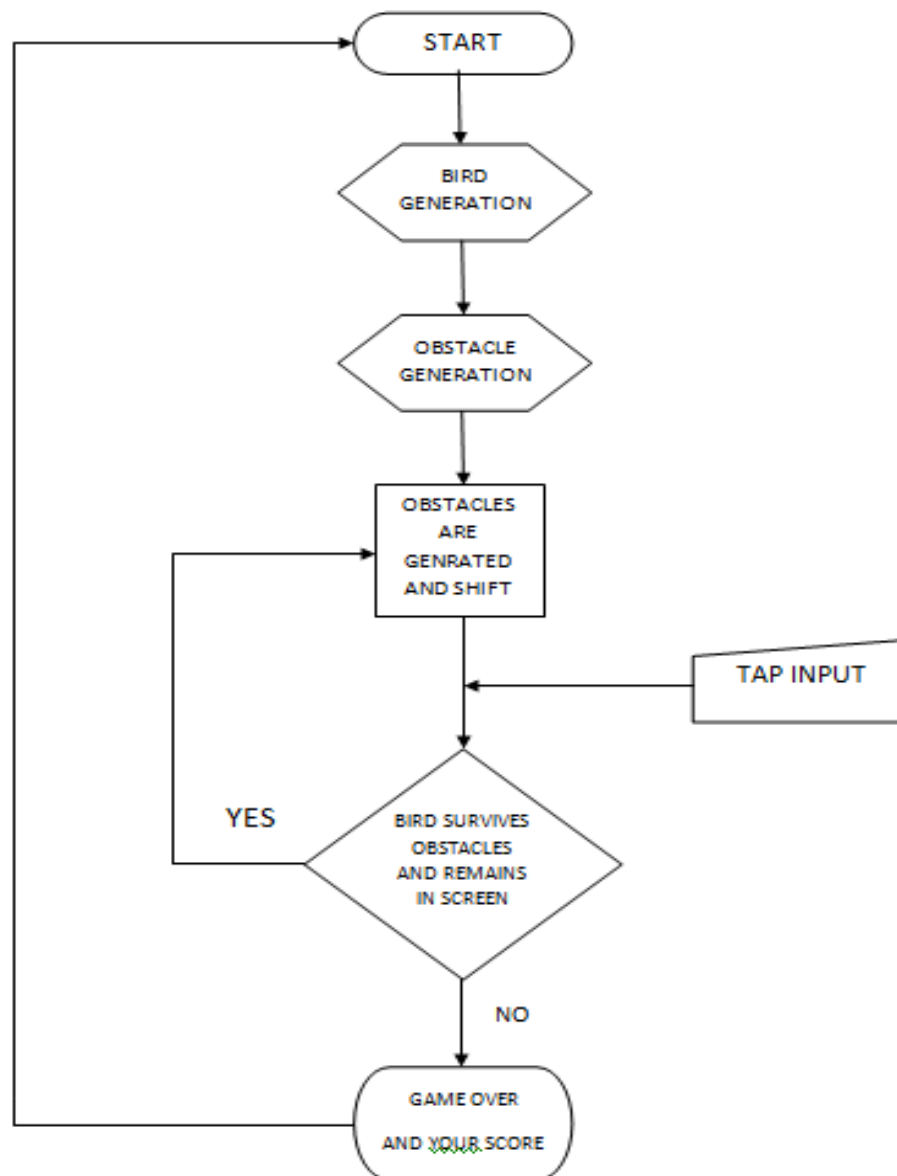 START
BIRD
GENERATION
OBSTACLE
GENERATION
OBSTACLES
ARE
GENRATED
AND SHIFT
TAP INPUT
YES
BIRD SURVIVES
OBSTACLES
AND REMAINS
IN SCREEN
NO
GAME OVER
AND YOUR SCORE